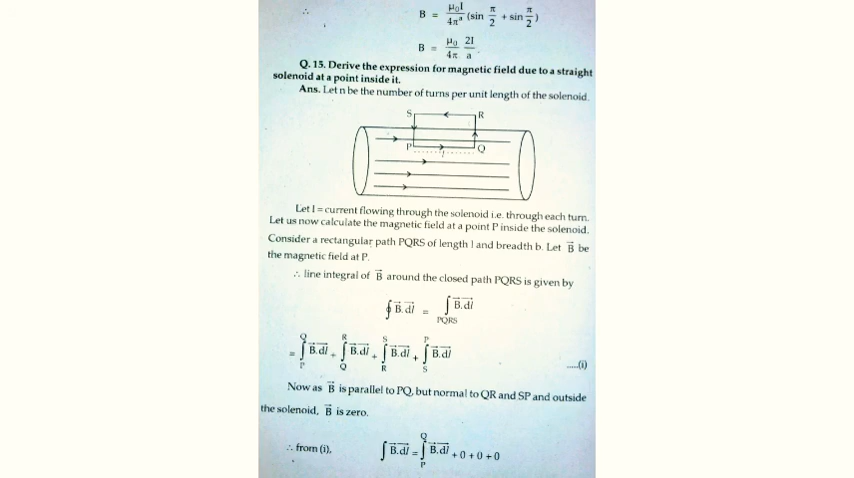 ∴ B = μ₀I/4πa (sin π/2 + sin π/2)
B = μ₀/4π 2I/a
Q. 15. Derive the expression for magnetic field due to a straight
solenoid at a point inside it.
Ans. Let n be the number of turns per unit length of the solenoid.
S R
P Q
l
Let I = current flowing through the solenoid i.e. through each turn.
Let us now calculate the magnetic field at a point P inside the solenoid.
Consider a rectangular path PQRS of length l and breadth b. Let B⃗ be
the magnetic field at P.
∴ line integral of B⃗ around the closed path PQRS is given by
∮ B⃗.dl⃗ = ∫PQRS B⃗.dl⃗
= ∫PQ B⃗.dl⃗ + ∫QR B⃗.dl⃗ + ∫RS B⃗.dl⃗ + ∫SP B⃗.dl⃗ .....(i)
Now as B⃗ is parallel to PQ, but normal to QR and SP and outside
the solenoid, B⃗ is zero.
∴ from (i), ∫ B⃗.dl⃗ = ∫PQ B⃗.dl⃗ + 0 + 0 + 0